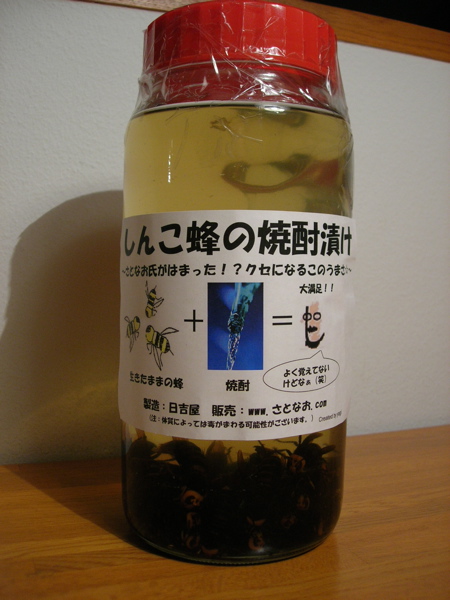 しんこ蜂の焼酎漬け
～さとなお氏がはまった！？クセになるこのうまさ☆～
大満足！！
+ =
生きたままの蜂
焼酎
よく覚えてない
けどなぁ（笑）
製造：日吉屋 販売：www.さとなお.com
（注：体質によっては毒がまわる可能性がございます。）
Created by